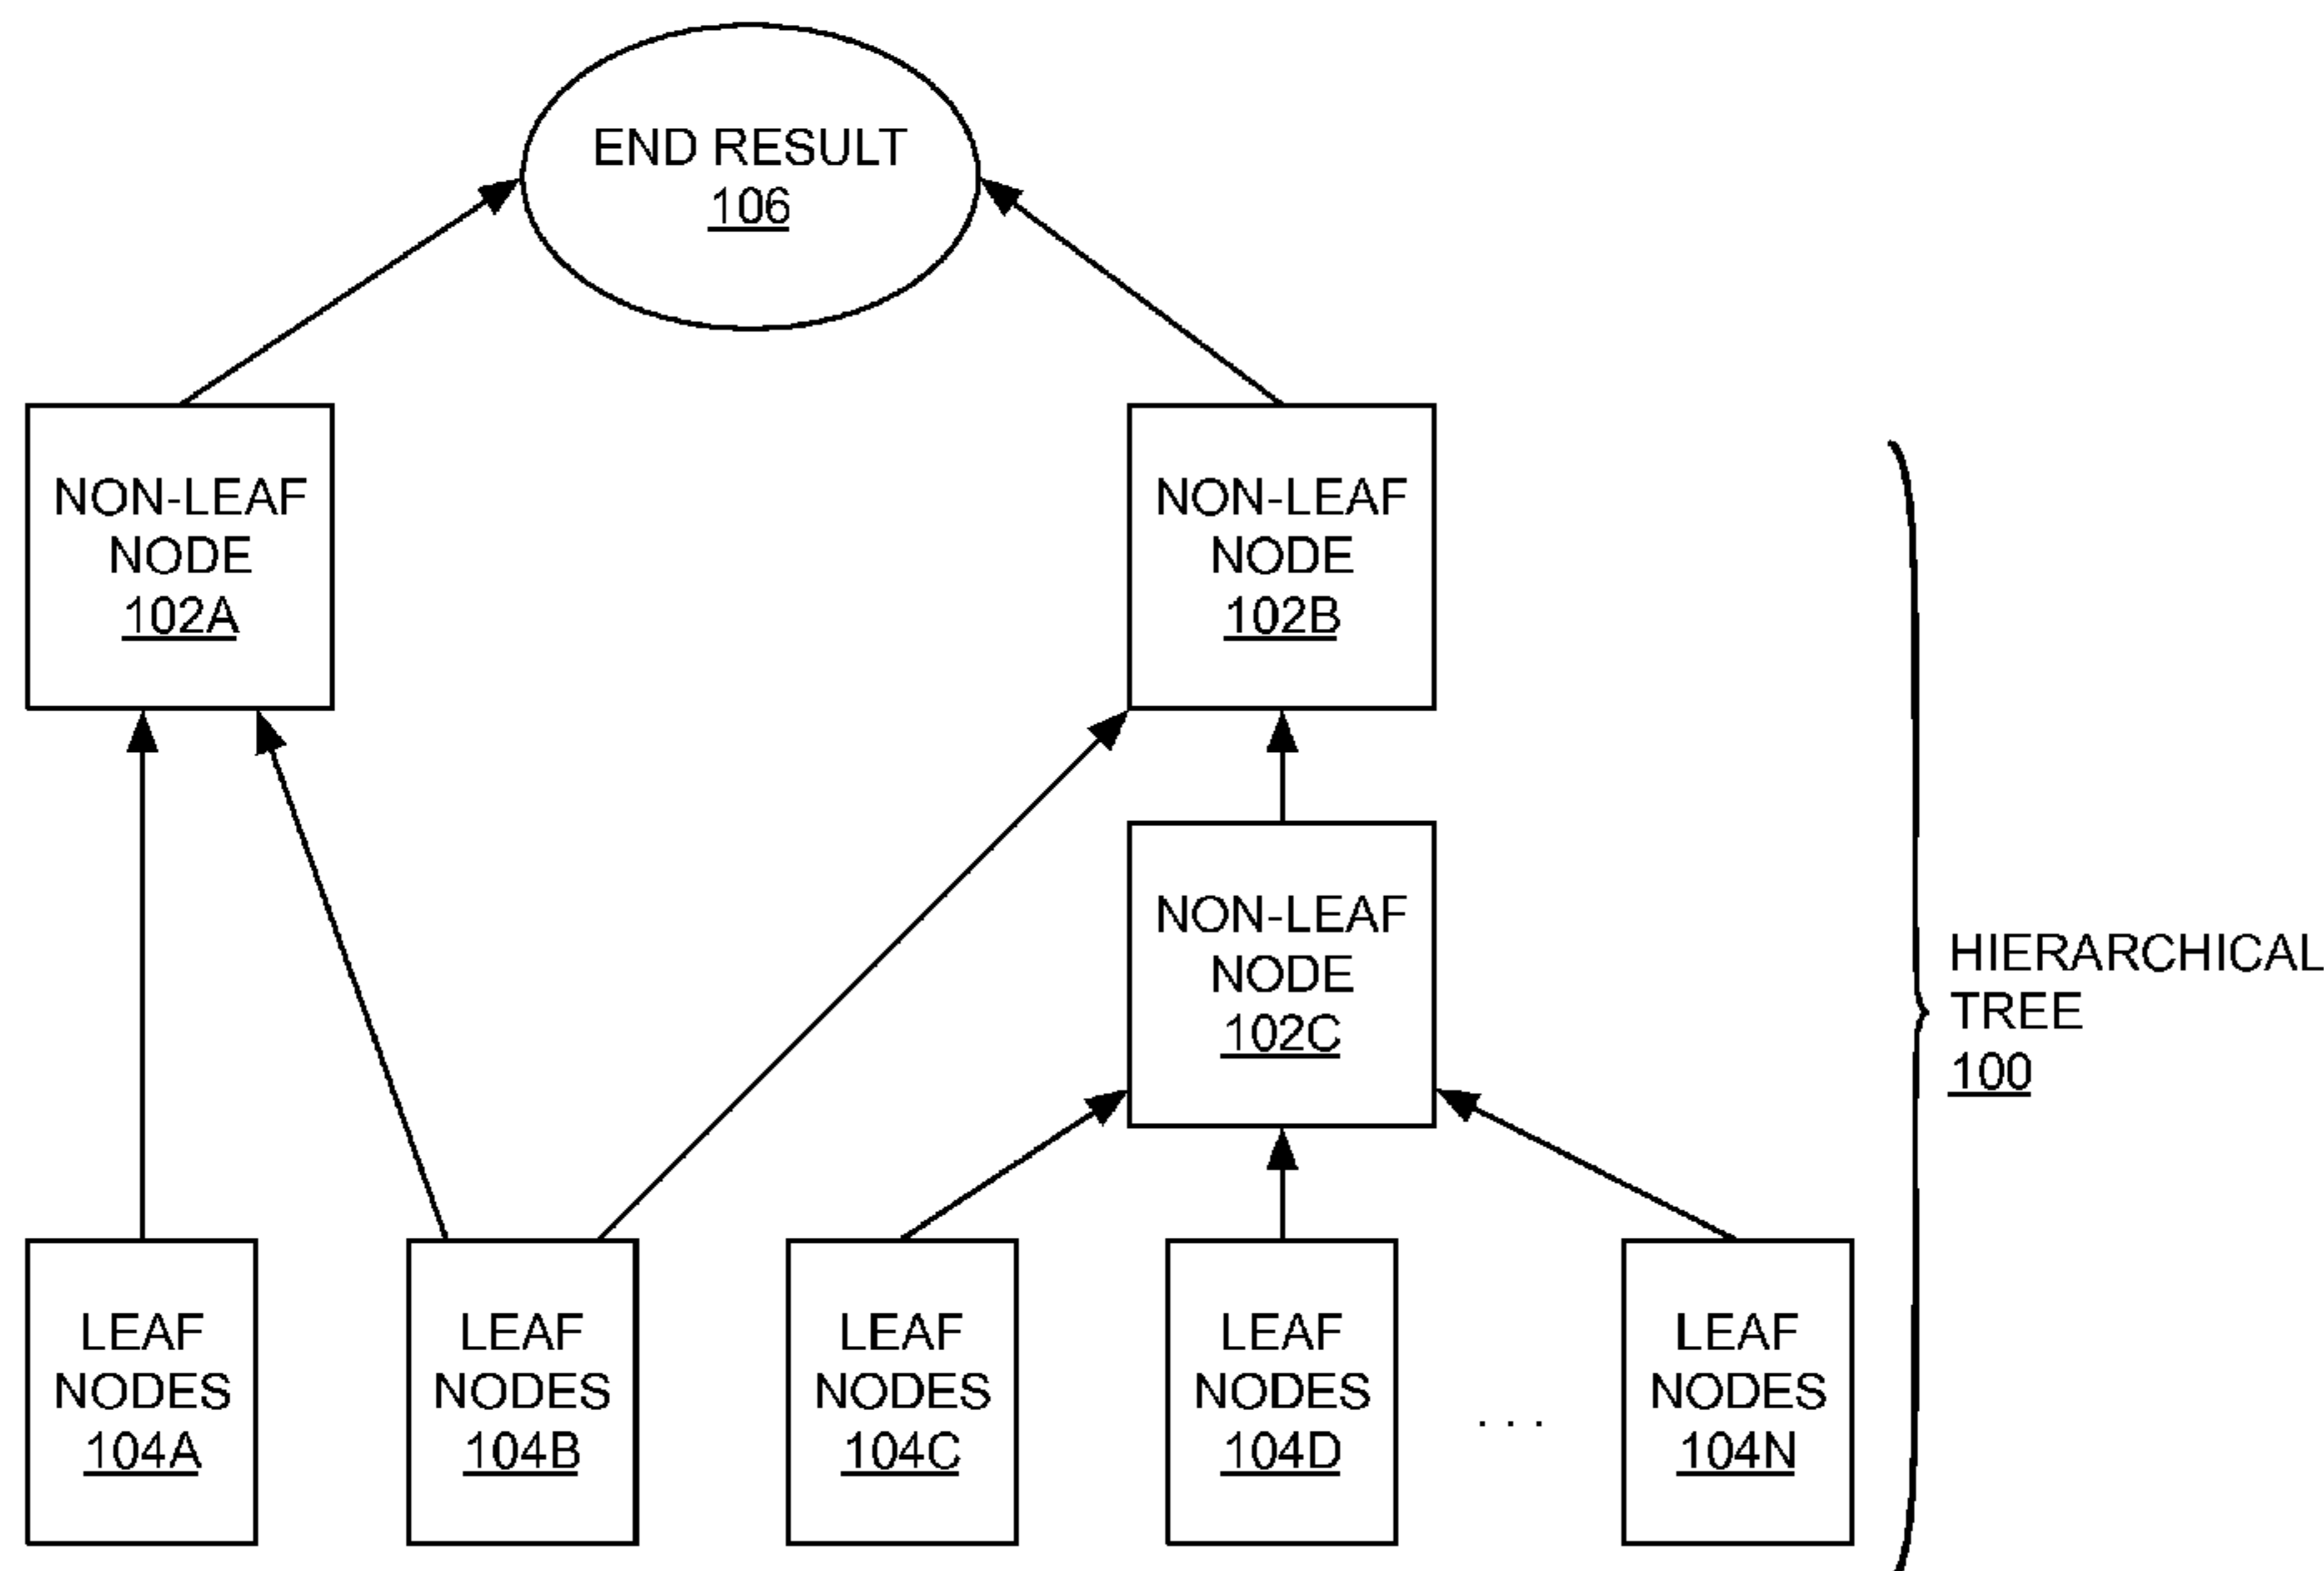 END RESULT
106
NON-LEAF
NODE
102A
NON-LEAF
NODE
102B
NON-LEAF
NODE
102C
HIERARCHICAL
TREE
100
LEAF
NODES
104A
LEAF
NODES
104B
LEAF
NODES
104C
LEAF
NODES
104D
. . .
LEAF
NODES
104N